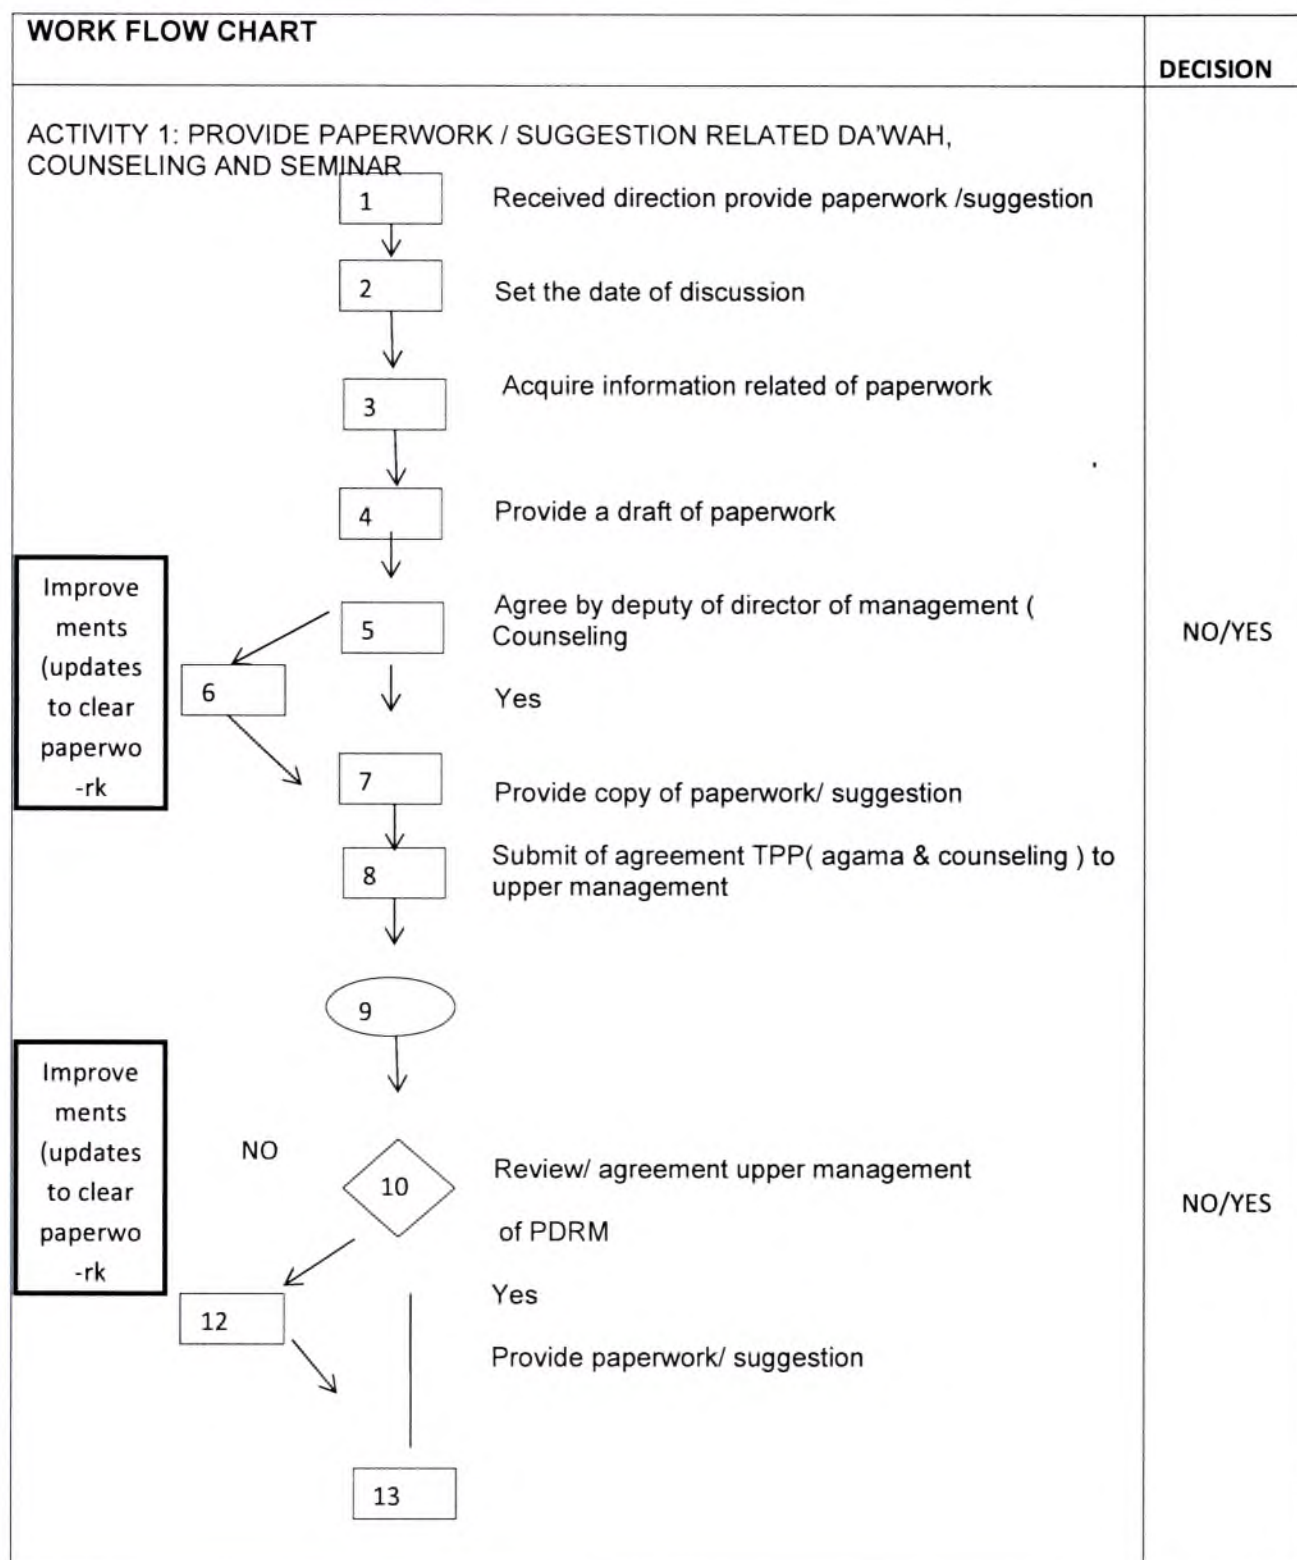 WORK FLOW CHART
DECISION
ACTIVITY 1: PROVIDE PAPERWORK / SUGGESTION RELATED DA'WAH,
COUNSELING AND SEMINAR
1
Received direction provide paperwork /suggestion
2
Set the date of discussion
3
Acquire information related of paperwork
4
Provide a draft of paperwork
Improve
ments
(updates
to clear
paperwo
-rk
5
Agree by deputy of director of management (
Counseling
NO/YES
6
Yes
7
Provide copy of paperwork/ suggestion
8
Submit of agreement TPP( agama & counseling ) to
upper management
9
Improve
ments
(updates
to clear
paperwo
-rk
NO
10
Review/ agreement upper management
of PDRM
NO/YES
Yes
12
Provide paperwork/ suggestion
13